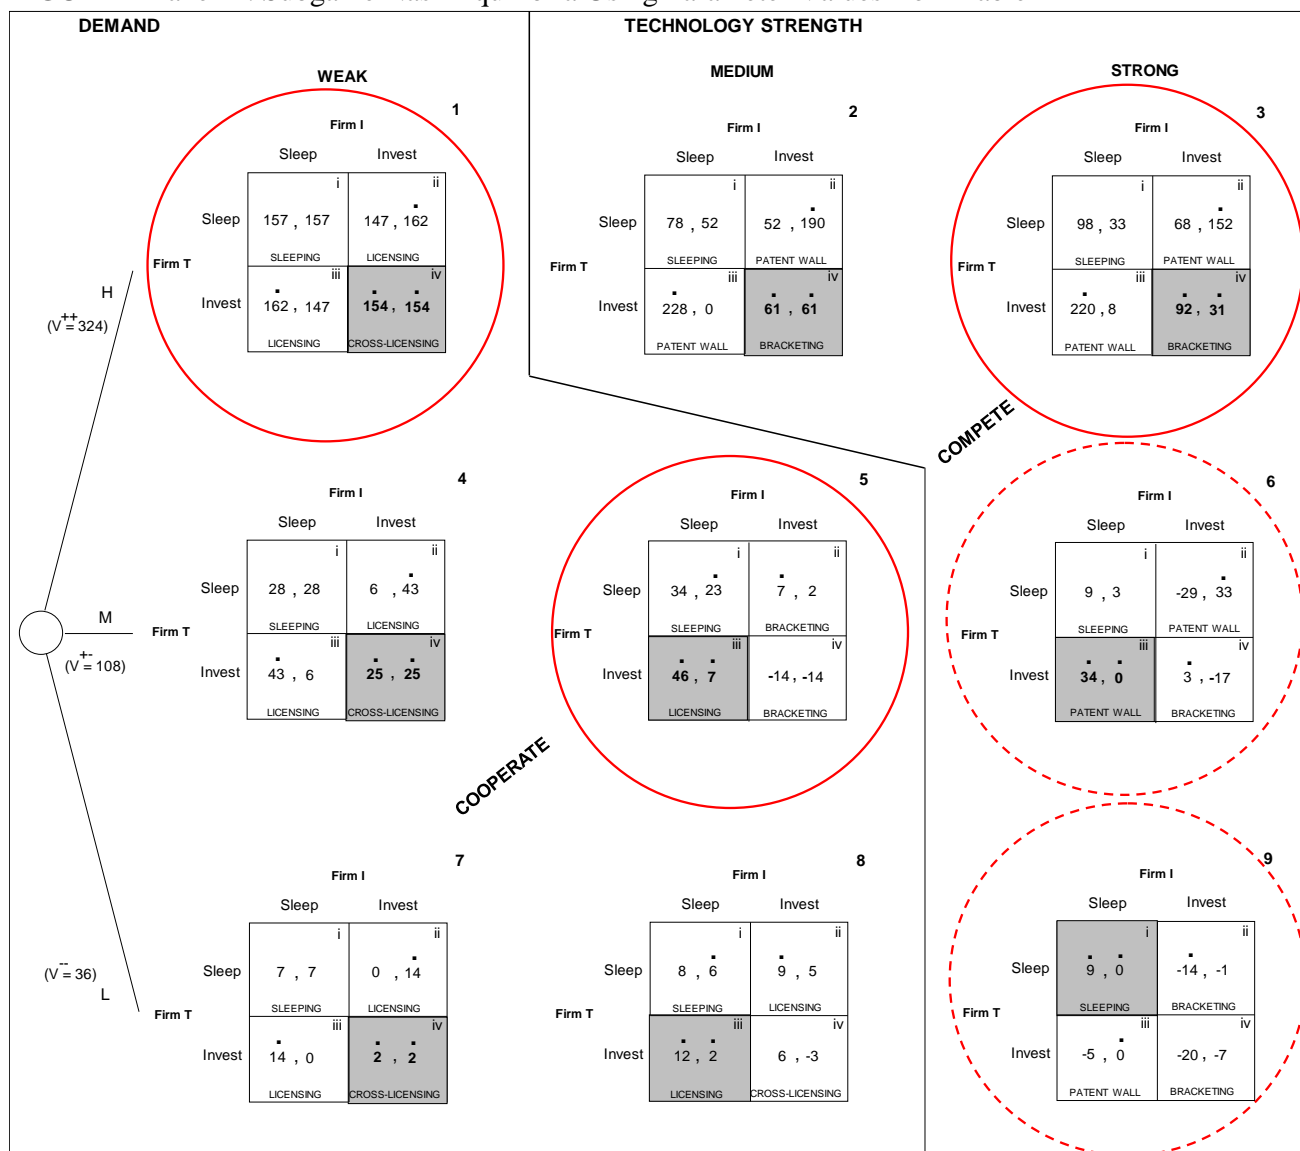 DEMAND
TECHNOLOGY STRENGTH
WEAK
MEDIUM
STRONG
1
Firm I
Sleep Invest
i ii
Sleep 157 , 157 147 , 162
SLEEPING LICENSING
Firm T
iii iv
Invest 162 , 147 154 , 154
LICENSING CROSS-LICENSING
2
Firm I
Sleep Invest
i ii
Sleep 78 , 52 52 , 190
SLEEPING PATENT WALL
Firm T
iii iv
Invest 228 , 0 61 , 61
PATENT WALL BRACKETING
3
Firm I
Sleep Invest
i ii
Sleep 98 , 33 68 , 152
SLEEPING PATENT WALL
Firm T
iii iv
Invest 220 , 8 92 , 31
PATENT WALL BRACKETING
H
(V++ = 324)
COMPETE
4
Firm I
Sleep Invest
i ii
Sleep 28 , 28 6 , 43
SLEEPING LICENSING
M
Firm T
(V+- = 108)
iii iv
Invest 43 , 6 25 , 25
LICENSING CROSS-LICENSING
5
Firm I
Sleep Invest
i ii
Sleep 34 , 23 7 , 2
SLEEPING BRACKETING
Firm T
iii iv
Invest 46 , 7 -14 , -14
LICENSING BRACKETING
6
Firm I
Sleep Invest
i ii
Sleep 9 , 3 -29 , 33
SLEEPING PATENT WALL
Firm T
iii iv
Invest 34 , 0 3 , -17
PATENT WALL BRACKETING
COOPERATE
7
Firm I
Sleep Invest
i ii
Sleep 7 , 7 0 , 14
SLEEPING LICENSING
(V-- = 36)
L
Firm T
iii iv
Invest 14 , 0 2 , 2
LICENSING CROSS-LICENSING
8
Firm I
Sleep Invest
i ii
Sleep 8 , 6 9 , 5
SLEEPING LICENSING
Firm T
iii iv
Invest 12 , 2 6 , -3
LICENSING CROSS-LICENSING
9
Firm I
Sleep Invest
i ii
Sleep 9 , 0 -14 , -1
SLEEPING BRACKETING
Firm T
iii iv
Invest -5 , 0 -20 , -7
PATENT WALL BRACKETING